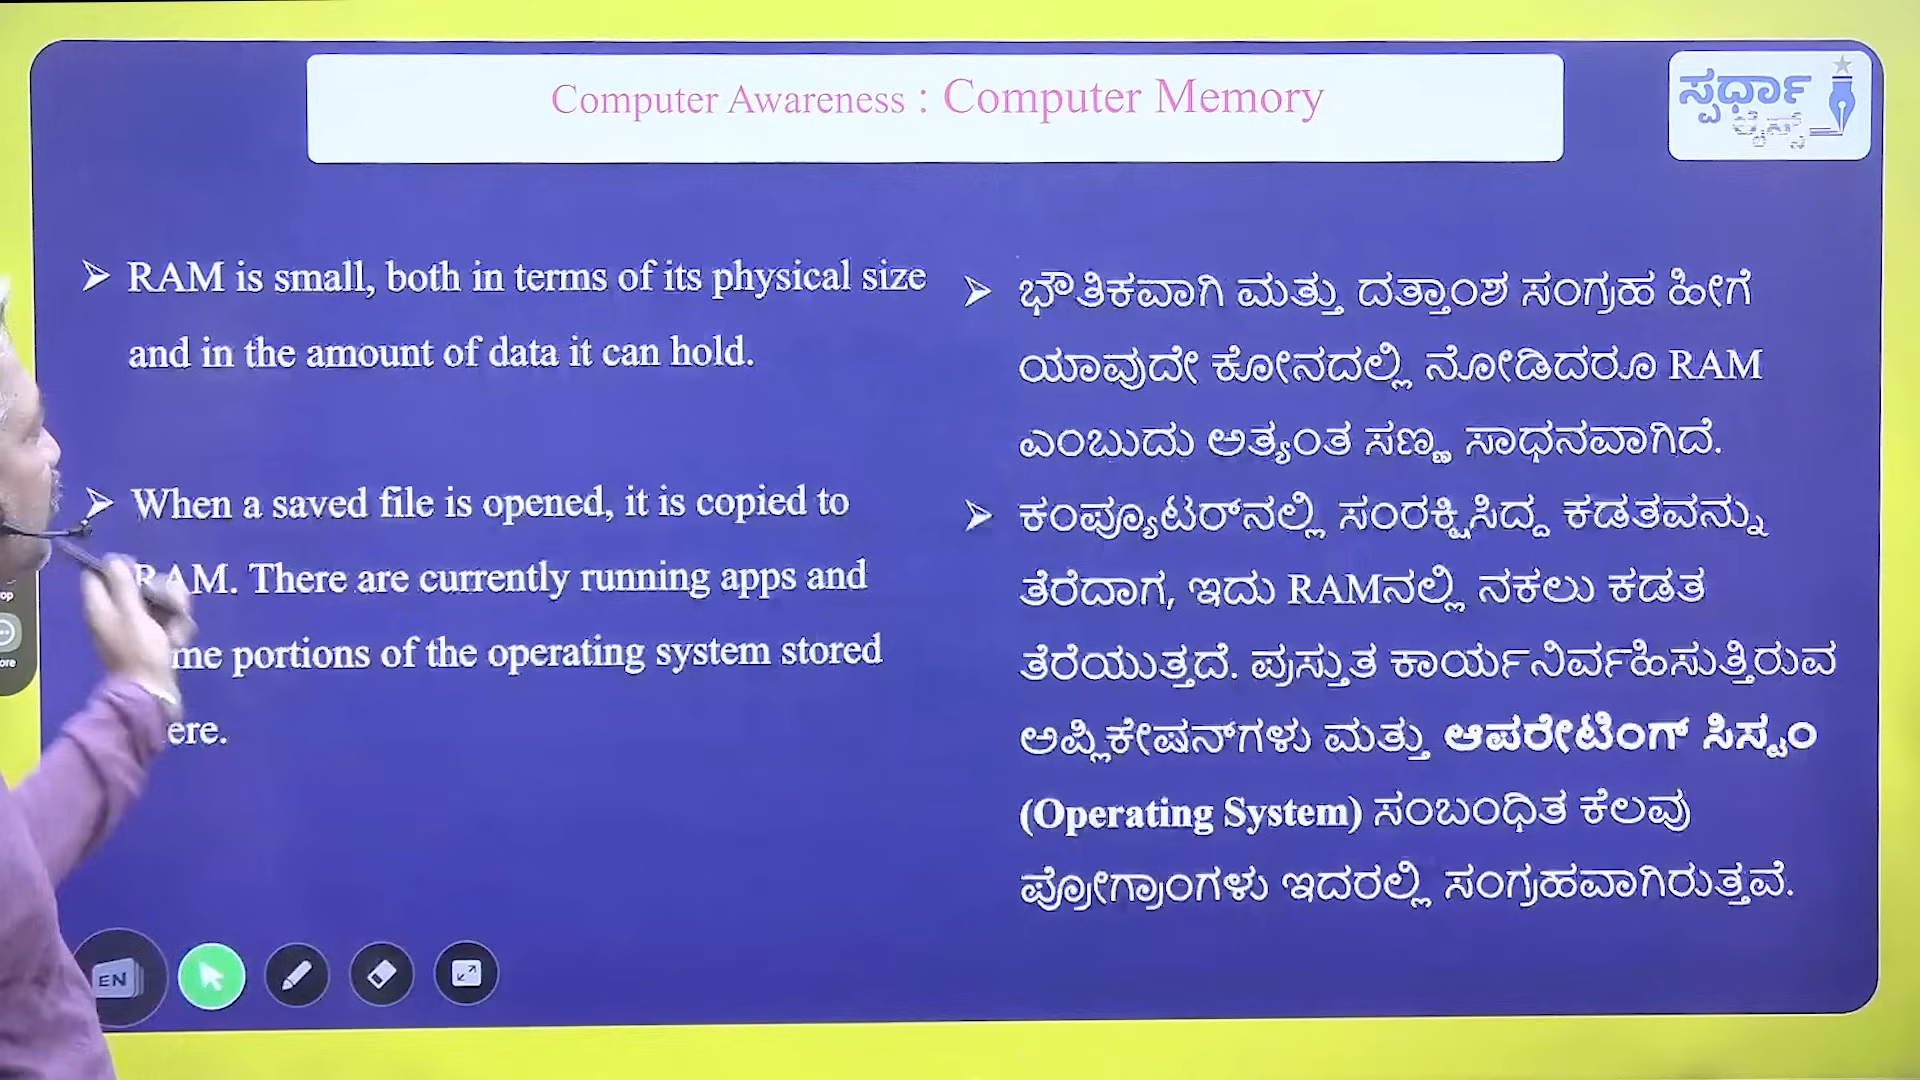 Computer Awareness : Computer Memory
ಸ್ಪರ್ಧಾ
➤ RAM is small, both in terms of its physical size
and in the amount of data it can hold.
➤ When a saved file is opened, it is copied to
RAM. There are currently running apps and
me portions of the operating system stored
ere.
➤ ಭೌತಿಕವಾಗಿ ಮತ್ತು ದತ್ತಾಂಶ ಸಂಗ್ರಹ ಹೀಗೆ
ಯಾವುದೇ ಕೋನದಲ್ಲಿ ನೋಡಿದರೂ RAM
ಎಂಬುದು ಅತ್ಯಂತ ಸಣ್ಣ ಸಾಧನವಾಗಿದೆ.
➤ ಕಂಪ್ಯೂಟರ್‌ನಲ್ಲಿ ಸಂರಕ್ಷಿಸಿದ್ದ ಕಡತವನ್ನು
ತೆರೆದಾಗ, ಇದು RAMನಲ್ಲಿ ನಕಲು ಕಡತ
ತೆರೆಯುತ್ತದೆ. ಪ್ರಸ್ತುತ ಕಾರ್ಯನಿರ್ವಹಿಸುತ್ತಿರುವ
ಅಪ್ಲಿಕೇಷನ್‌ಗಳು ಮತ್ತು ಆಪರೇಟಿಂಗ್ ಸಿಸ್ಟಂ
(Operating System) ಸಂಬಂಧಿತ ಕೆಲವು
ಪ್ರೋಗ್ರಾಂಗಳು ಇದರಲ್ಲಿ ಸಂಗ್ರಹವಾಗಿರುತ್ತವೆ.
EN